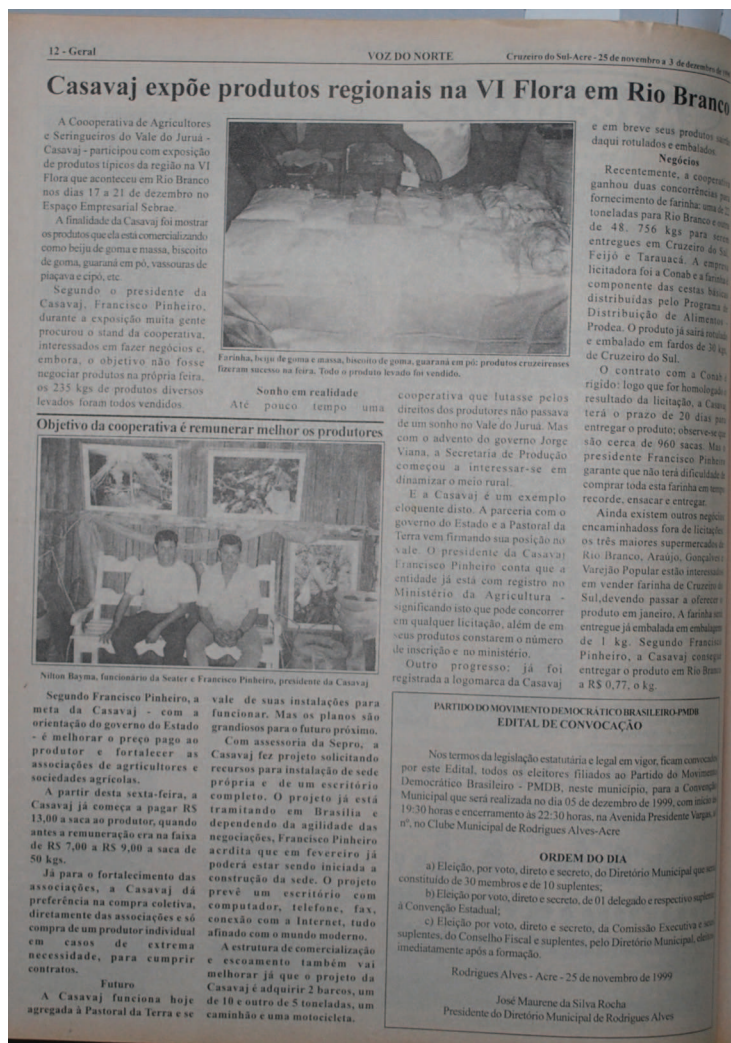 12 - Geral
VOZ DO NORTE
Cruzeiro do Sul-Acre - 25 de novembro a 3 de dezembro de
Casavaj expõe produtos regionais na VI Flora em Rio Branco
A Coooperativa de Agricultores
e Seringueiros do Vale do Juruá -
Casavaj - participou com exposição
de produtos típicos da região na VI
Flora que aconteceu em Rio Branco
nos dias 17 a 21 de dezembro no
Espaço Empresarial Sebrae.
A finalidade da Casavaj foi mostrar
os produtos que ela está comercializando
como beiju de goma e massa, biscoito
de goma, guaraná em pó, vassouras de
piaçava e cipó, etc.
Segundo o presidente da
Casavaj, Francisco Pinheiro,
durante a exposição muita gente
procurou o stand da cooperativa,
interessados em fazer negócios e,
embora, o objetivo não fosse
negociar produtos na própria feira,
os 235 kgs de produtos diversos
levados foram todos vendidos.
Farinha, beiju de goma e massa, biscoito de goma, guaraná em pó: produtos cruzeirenses
fizeram sucesso na feira. Todo o produto levado foi vendido.
Sonho em realidade
Até pouco tempo uma
cooperativa que lutasse pelos
direitos dos produtores não passava
de um sonho no Vale do Juruá. Mas
com o advento do governo Jorge
Viana, a Secretaria de Produção
começou a interessar-se em
dinamizar o meio rural.
E a Casavaj é um exemplo
eloquente disto. A parceria com o
governo do Estado e a Pastoral da
Terra vem firmando sua posição no
vale. O presidente da Casavaj
Francisco Pinheiro conta que a
entidade já está com registro no
Ministério da Agricultura -
significando isto que pode concorrer
em qualquer licitação, além de em
seus produtos constarem o número
de inscrição e no ministério.
Outro progresso: já foi
registrada a logomarca da Casavaj
e em breve seus produtos
daqui rotulados e embalados.
Negócios
Recentemente, a
ganhou duas concorrências
fornecimento de farinha: uma de
toneladas para Rio Branco e
de 48. 756 kgs para
entregues em Cruzeiro do Sul,
Feijó e Tarauacá. A empresa
licitadora foi a Conab e a farinha
componente das cestas básicas
distribuídas pelo Programa de
Distribuição de Alimentos -
Prodea. O produto já sairá rotulado
e embalado em fardos de 30 kg,
de Cruzeiro do Sul.
O contrato com a Conab é
rígido: logo que for homologado o
resultado da licitação, a Casavaj
terá o prazo de 20 dias para
entregar o produto; observe-se que
são cerca de 960 sacas. Mas o
presidente Francisco Pinheiro
garante que não terá dificuldade de
comprar toda esta farinha em tempo
recorde, ensacar e entregar.
Ainda existem outros negócios
encaminhadoss fora de licitações
os três maiores supermercados de
Rio Branco, Araújo, Gonçalves e
Varejão Popular estão interessados
em vender farinha de Cruzeiro do
Sul,devendo passar a oferecer o
produto em janeiro. A farinha será
entregue já embalada em embalagens
de 1 kg. Segundo Francisco
Pinheiro, a Casavaj consegue
entregar o produto em Rio Branco
a R$ 0,77, o kg.
Objetivo da cooperativa é remunerar melhor os produtores
Nilton Bayma, funcionário da Seater e Francisco Pinheiro, presidente da Casavaj
Segundo Francisco Pinheiro, a
meta da Casavaj - com a
orientação do governo do Estado
- é melhorar o preço pago ao
produtor e fortalecer as
associações de agrticultores e
sociedades agrícolas.
A partir desta sexta-feira, a
Casavaj já começa a pagar R$
13,00 a saca ao produtor, quando
antes a remuneração era na faixa
de R$ 7,00 a R$ 9,00 a saca de
50 kgs.
Já para o fortalecimento das
associações, a Casavaj dá
preferência na compra coletiva,
diretamente das associações e só
compra de um produtor individual
em casos de extrema
necessidade, para cumprir
contratos.
Futuro
A Casavaj funciona hoje
agregada à Pastoral da Terra e se
vale de suas instalações para
funcionar. Mas os planos são
grandiosos para o futuro próximo.
Com assessoria da Sepro, a
Casavaj fez projeto solicitando
recursos para instalação de sede
própria e de um escritório
completo. O projeto já está
tramitando em Brasília e
dependendo da agilidade das
negociações, Francisco Pinheiro
acrdita que em fevereiro já
poderá estar sendo iniciada a
construção da sede. O projeto
prevê um escritório com
computador, telefone, fax,
conexão com a Internet, tudo
afinado com o mundo moderno.
A estrutura de comercialização
e escoamento também vai
melhorar já que o projeto da
Casavaj é adquirir 2 barcos, um
de 10 e outro de 5 toneladas, um
caminhão e uma motocicleta.
PARTIDO DO MOVIMENTO DEMOCRÁTICO BRASILEIRO-PMDB
EDITAL DE CONVOCAÇÃO
Nos termos da legislação estatutária e legal em vigor, ficam convocados
por este Edital, todos os eleitores filiados ao Partido do Movimento
Democrático Brasileiro - PMDB, neste município, para a Convenção
Municipal que será realizada no dia 05 de dezembro de 1999, com início às
19:30 horas e encerramento às 22:30 horas, na Avenida Presidente Vargas,
nº, no Clube Municipal de Rodrigues Alves-Acre
ORDEM DO DIA
a) Eleição, por voto, direto e secreto, do Diretório Municipal que será
constituído de 30 membros e de 10 suplentes;
b) Eleição por voto, direto e secreto, de 01 delegado e respectivo suplente
à Convenção Estadual;
c) Eleição, por voto, direto e secreto, da Comissão Executiva e seus
suplentes, do Conselho Fiscal e suplentes, pelo Diretório Municipal, eleitos
imediatamente após a formação.
Rodrigues Alves - Acre - 25 de novembro de 1999
José Maurene da Silva Rocha
Presidente do Diretório Municipal de Rodrigues Alves